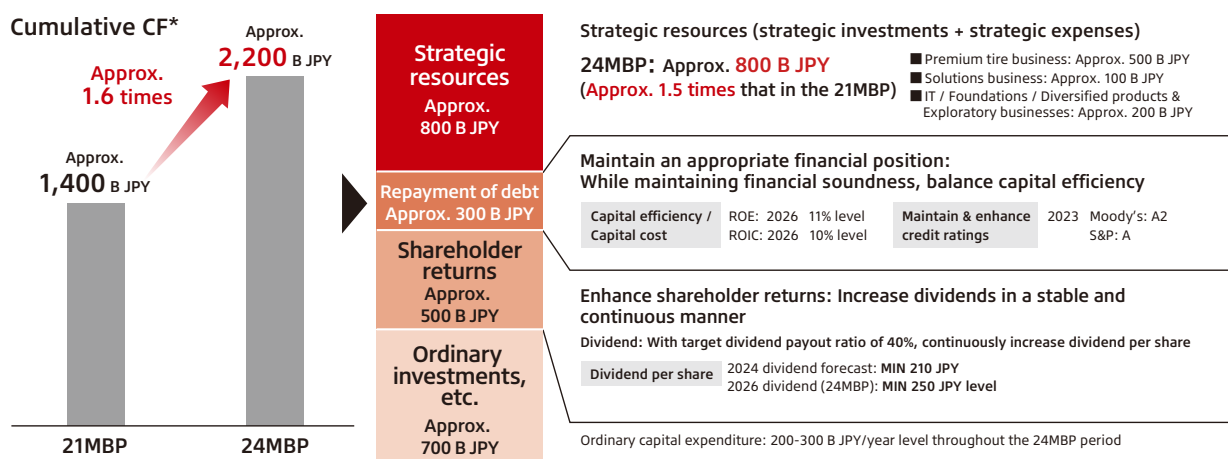 Cumulative CF*
Approx.
2,200 B JPY
Approx.
1.6 times
Approx.
1,400 B JPY
21MBP
24MBP
Strategic
resources
Approx.
800 B JPY
Repayment of debt
Approx. 300 B JPY
Shareholder
returns
Approx.
500 B JPY
Ordinary
investments,
etc.
Approx.
700 B JPY
Strategic resources (strategic investments + strategic expenses)
24MBP: Approx. 800 B JPY
(Approx. 1.5 times that in the 21MBP)
■ Premium tire business: Approx. 500 B JPY
■ Solutions business: Approx. 100 B JPY
■ IT / Foundations / Diversified products &
Exploratory businesses: Approx. 200 B JPY
Maintain an appropriate financial position:
While maintaining financial soundness, balance capital efficiency
Capital efficiency /
Capital cost
ROE: 2026 11% level
ROIC: 2026 10% level
Maintain & enhance
credit ratings
2023 Moody's: A2
S&P: A
Enhance shareholder returns: Increase dividends in a stable and
continuous manner
Dividend: With target dividend payout ratio of 40%, continuously increase dividend per share
Dividend per share
2024 dividend forecast: MIN 210 JPY
2026 dividend (24MBP): MIN 250 JPY level
Ordinary capital expenditure: 200-300 B JPY/year level throughout the 24MBP period